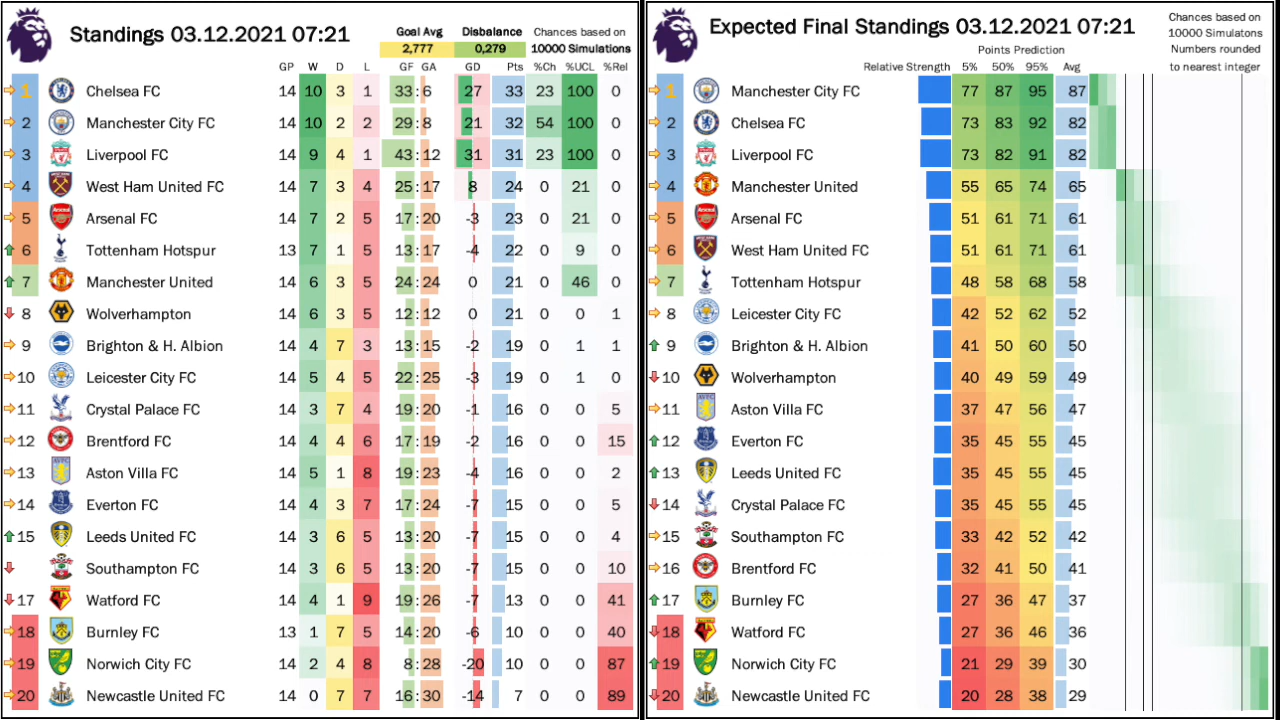 Standings 03.12.2021 07:21
Goal Avg Disbalance Chances based on
2,777 0,279 10000 Simulations
GP W D L GF GA GD Pts %Ch %UCL %Rel
1 Chelsea FC 14 10 3 1 33:6 27 33 23 100 0
2 Manchester City FC 14 10 2 2 29:8 21 32 54 100 0
3 Liverpool FC 14 9 4 1 43:12 31 31 23 100 0
4 West Ham United FC 14 7 3 4 25:17 8 24 0 21 0
5 Arsenal FC 14 7 2 5 17:20 -3 23 0 21 0
6 Tottenham Hotspur 13 7 1 5 13:17 -4 22 0 9 0
7 Manchester United 14 6 3 5 24:24 0 21 0 46 0
8 Wolverhampton 14 6 3 5 12:12 0 21 0 0 1
9 Brighton & H. Albion 14 4 7 3 13:15 -2 19 0 1 1
10 Leicester City FC 14 5 4 5 22:25 -3 19 0 1 0
11 Crystal Palace FC 14 3 7 4 19:20 -1 16 0 0 5
12 Brentford FC 14 4 4 6 17:19 -2 16 0 0 15
13 Aston Villa FC 14 5 1 8 19:23 -4 16 0 0 2
14 Everton FC 14 4 3 7 17:24 -7 15 0 0 5
15 Leeds United FC 14 3 6 5 13:20 -7 15 0 0 4
Southampton FC 14 3 6 5 13:20 -7 15 0 0 10
17 Watford FC 14 4 1 9 19:26 -7 13 0 0 41
18 Burnley FC 13 1 7 5 14:20 -6 10 0 0 40
19 Norwich City FC 14 2 4 8 8:28 -20 10 0 0 87
20 Newcastle United FC 14 0 7 7 16:30 -14 7 0 0 89
Expected Final Standings 03.12.2021 07:21
Chances based on
10000 Simulatons
Numbers rounded
to nearest integer
Points Prediction
Relative Strength 5% 50% 95% Avg
1 Manchester City FC 77 87 95 87
2 Chelsea FC 73 83 92 82
3 Liverpool FC 73 82 91 82
4 Manchester United 55 65 74 65
5 Arsenal FC 51 61 71 61
6 West Ham United FC 51 61 71 61
7 Tottenham Hotspur 48 58 68 58
8 Leicester City FC 42 52 62 52
9 Brighton & H. Albion 41 50 60 50
10 Wolverhampton 40 49 59 49
11 Aston Villa FC 37 47 56 47
12 Everton FC 35 45 55 45
13 Leeds United FC 35 45 55 45
14 Crystal Palace FC 35 45 55 45
15 Southampton FC 33 42 52 42
16 Brentford FC 32 41 50 41
17 Burnley FC 27 36 47 37
18 Watford FC 27 36 46 36
19 Norwich City FC 21 29 39 30
20 Newcastle United FC 20 28 38 29